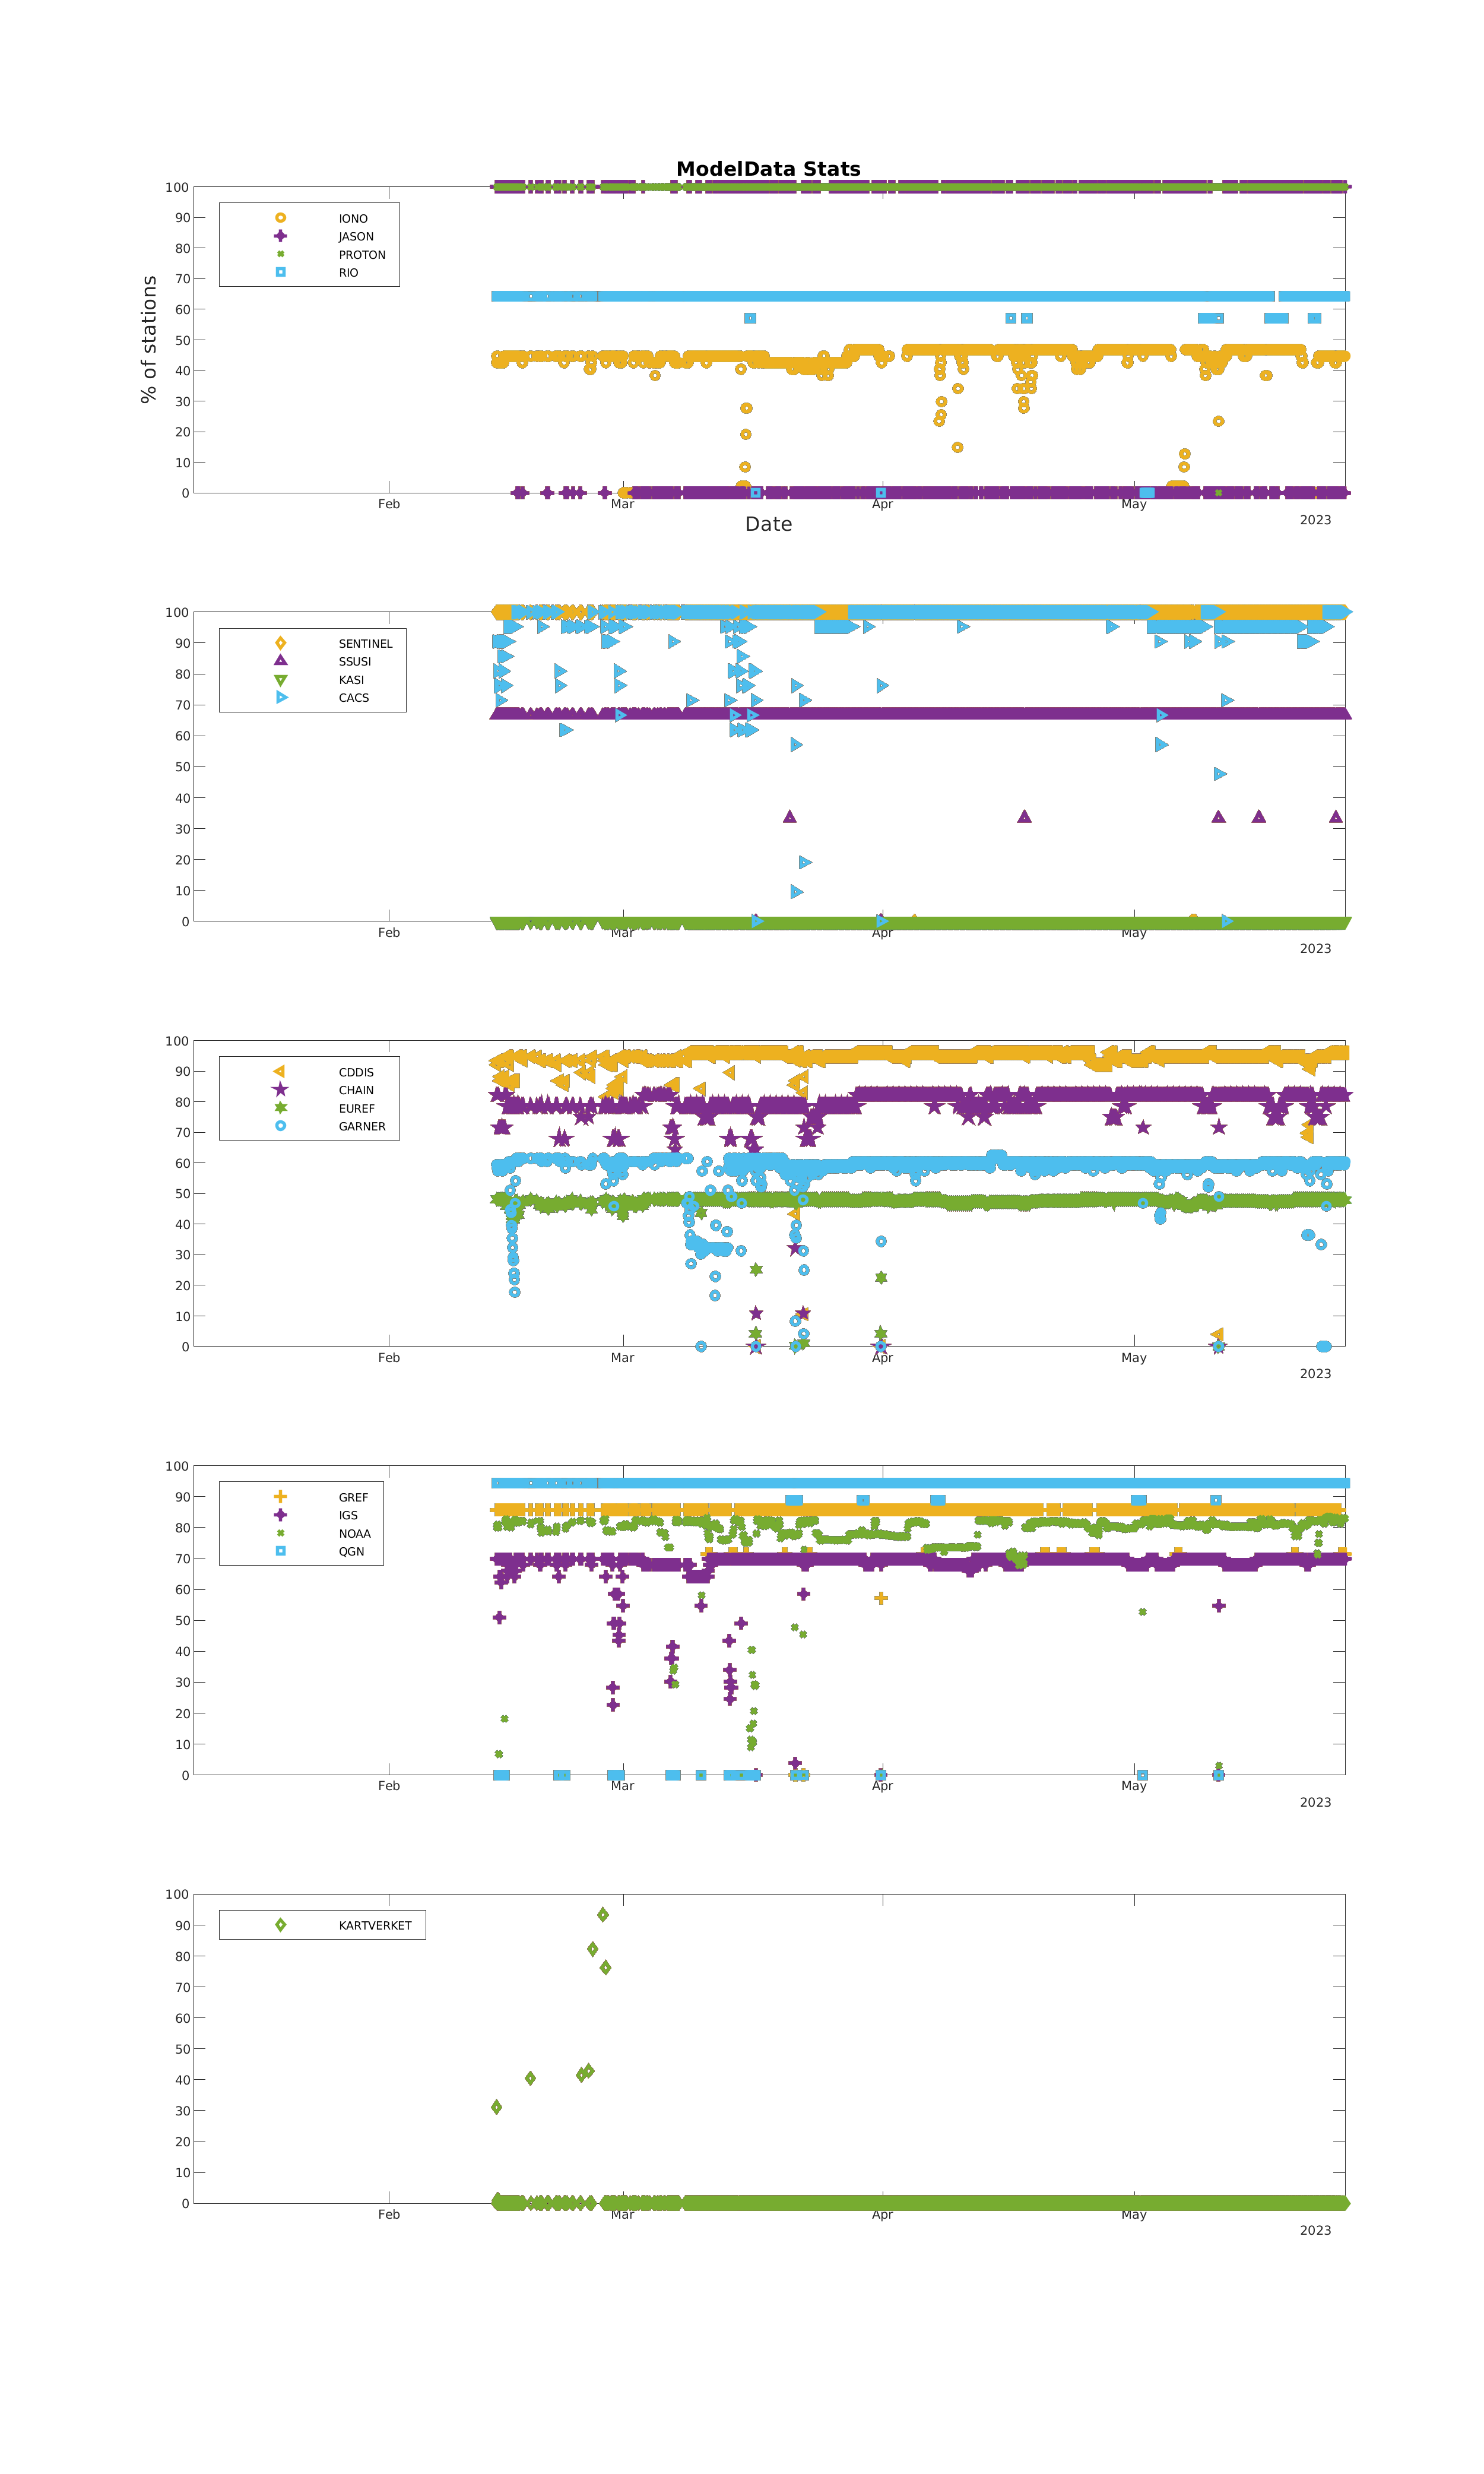 ModelData Stats
100
90
80
70
60
50
40
30
20
10
0
% of stations
IONO
JASON
PROTON
RIO
Feb Mar Apr May
2023
Date
100
90
80
70
60
50
40
30
20
10
0
SENTINEL
SSUSI
KASI
CACS
Feb Mar Apr May
2023
100
90
80
70
60
50
40
30
20
10
0
CDDIS
CHAIN
EUREF
GARNER
Feb Mar Apr May
2023
100
90
80
70
60
50
40
30
20
10
0
GREF
IGS
NOAA
QGN
Feb Mar Apr May
2023
100
90
80
70
60
50
40
30
20
10
0
KARTVERKET
Feb Mar Apr May
2023